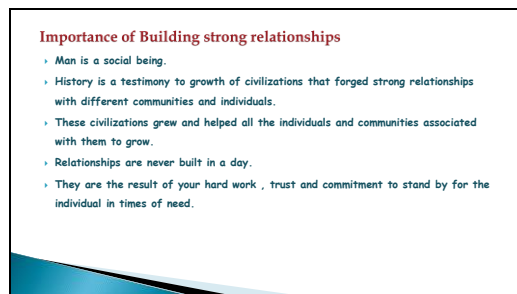 Importance of Building strong relationships
Man is a social being.
History is a testimony to growth of civilizations that forged strong relationships
with different communities and individuals.
These civilizations grew and helped all the individuals and communities associated
with them to grow.
Relationships are never built in a day.
They are the result of your hard work , trust and commitment to stand by for the
individual in times of need.